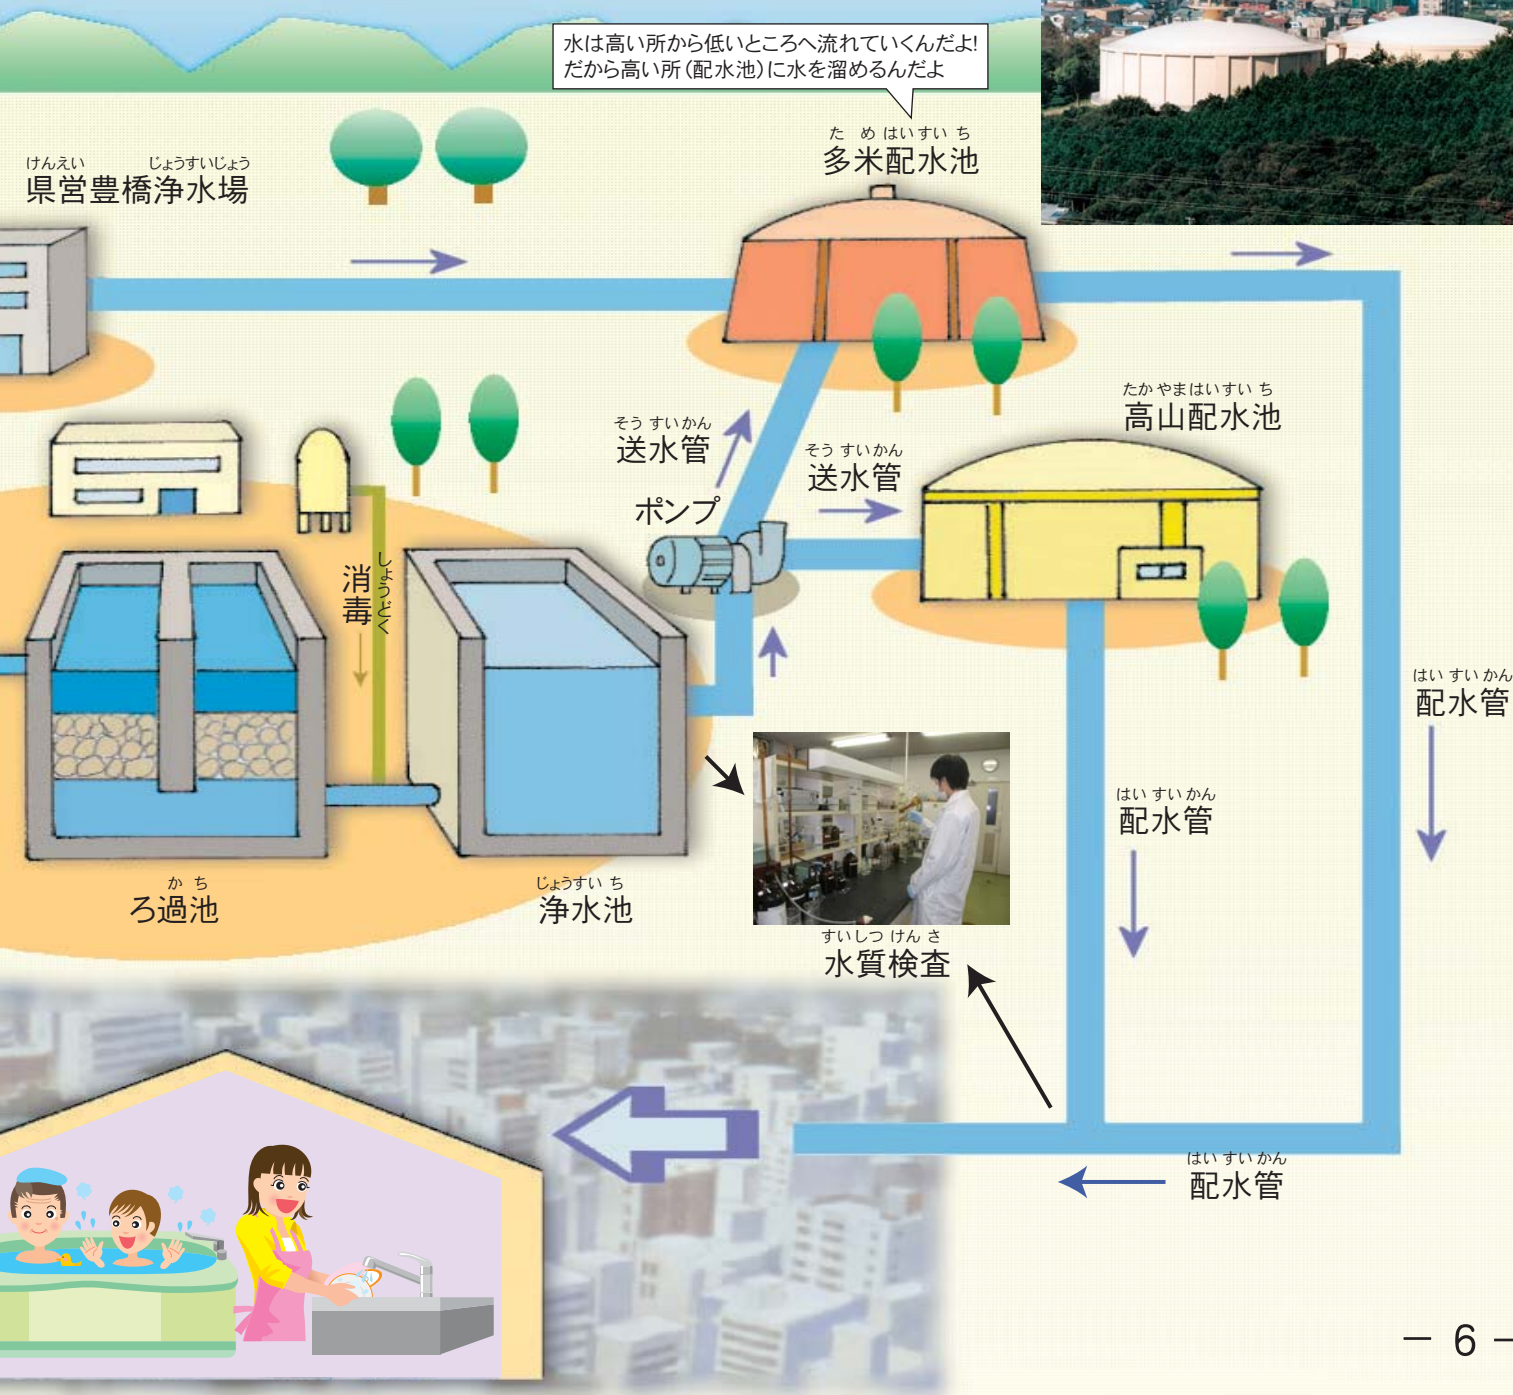 水は高い所から低いところへ流れていくんだよ!
だから高い所(配水池)に水を溜めるんだよ
ための はいすいち
多米配水池
けんえい じょうすいじょう
県営豊橋浄水場
たかやまはいすいち
高山配水池
そうすいかん
送水管
そうすいかん
送水管
ポンプ
しょうどく
消毒
はいすいかん
配水管
はいすいかん
配水管
かち
ろ過池
じょうすいち
浄水池
すいしつけんさ
水質検査
はいすいかん
配水管
- 6 -